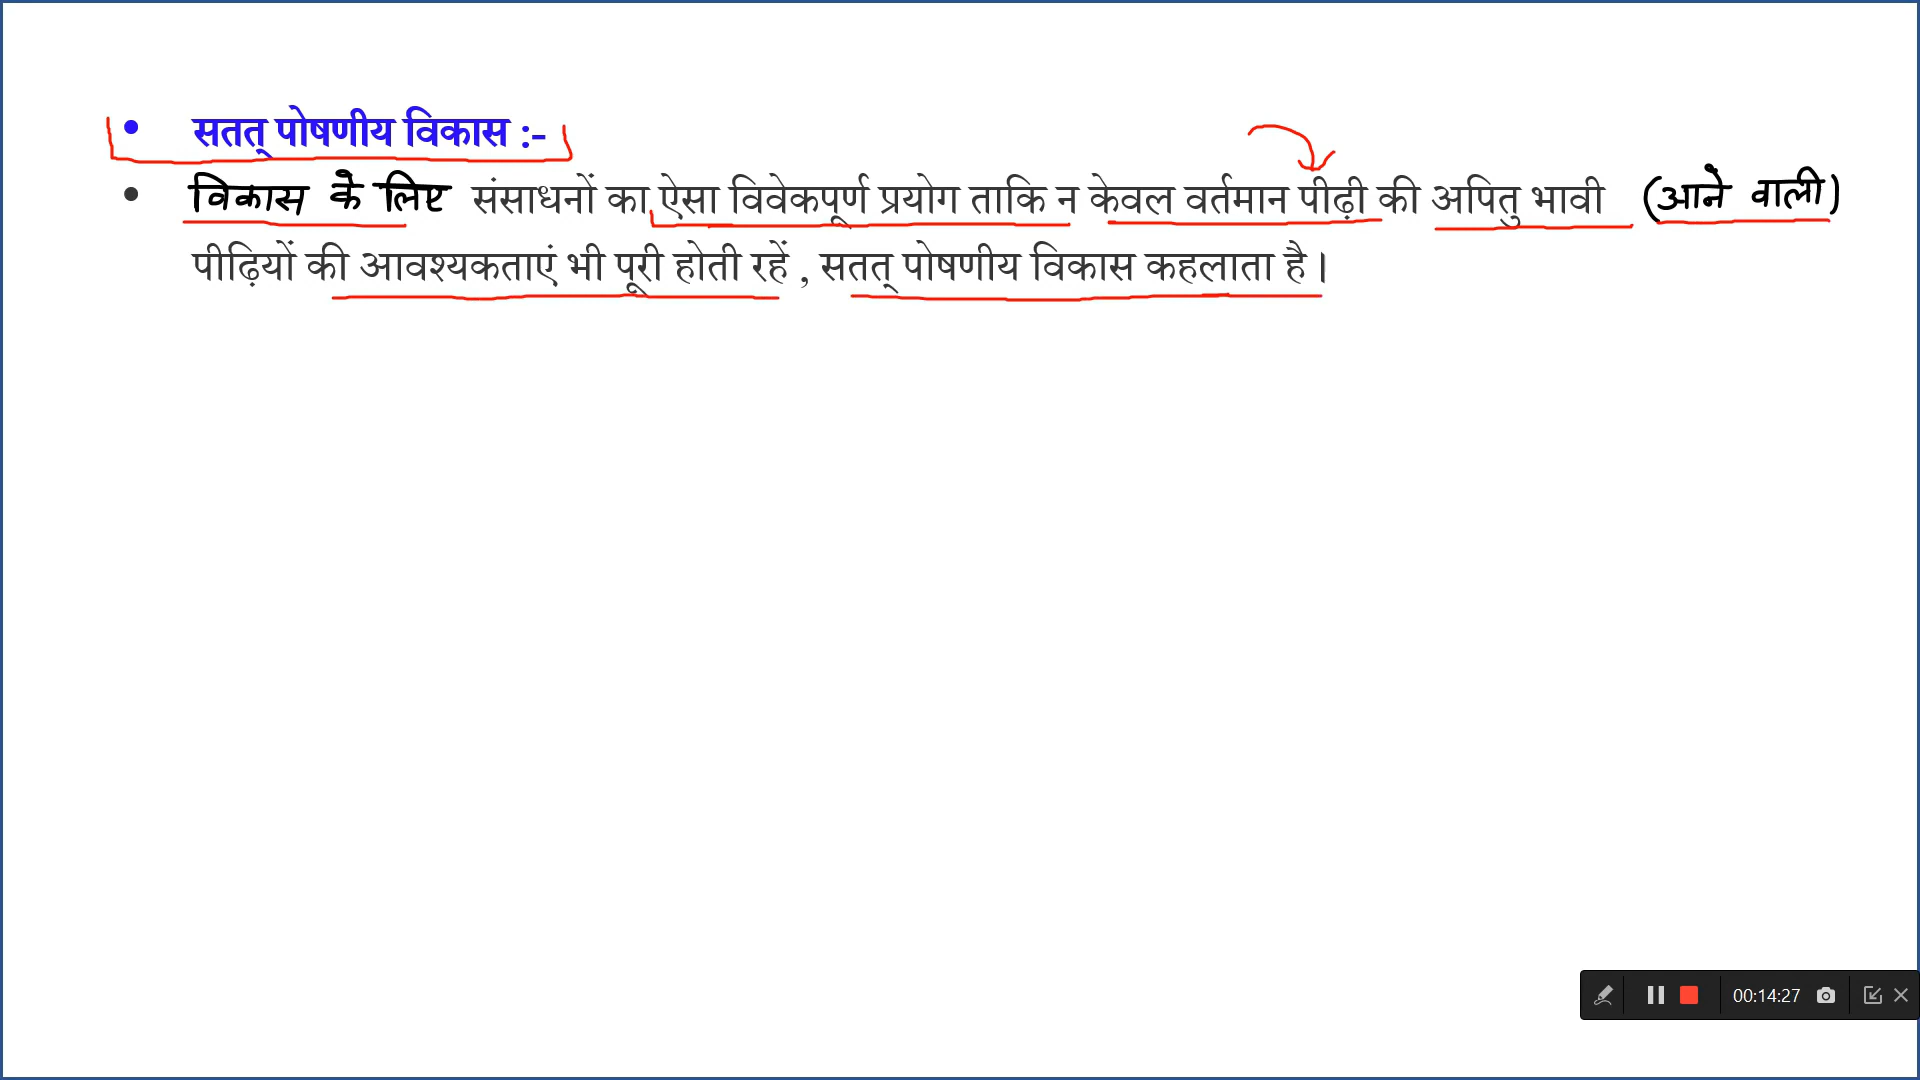 • सतत् पोषणीय विकास :-
• विकास के लिए संसाधनों का ऐसा विवेकपूर्ण प्रयोग ताकि न केवल वर्तमान पीढ़ी की अपितु भावी (आने वाली)
पीढ़ियों की आवश्यकताएं भी पूरी होती रहें , सतत् पोषणीय विकास कहलाता है।
00:14:27